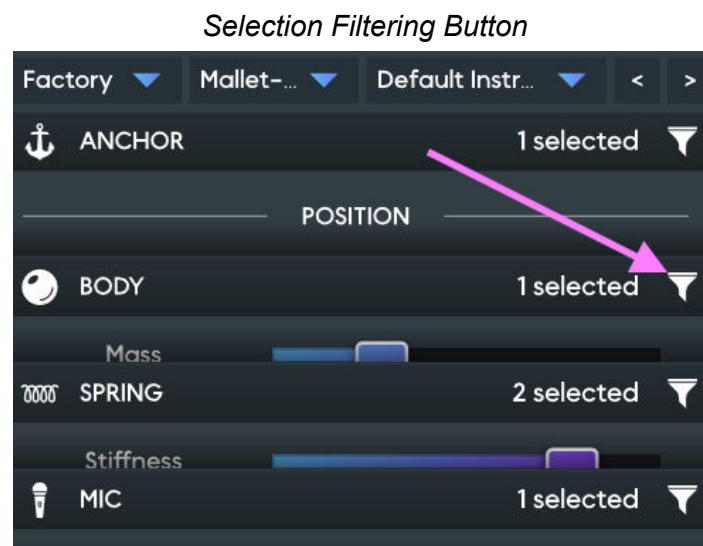 Selection Filtering Button
Factory Mallet-... Default Instr... < >
ANCHOR 1 selected
POSITION
BODY 1 selected
Mass
SPRING 2 selected
Stiffness
MIC 1 selected